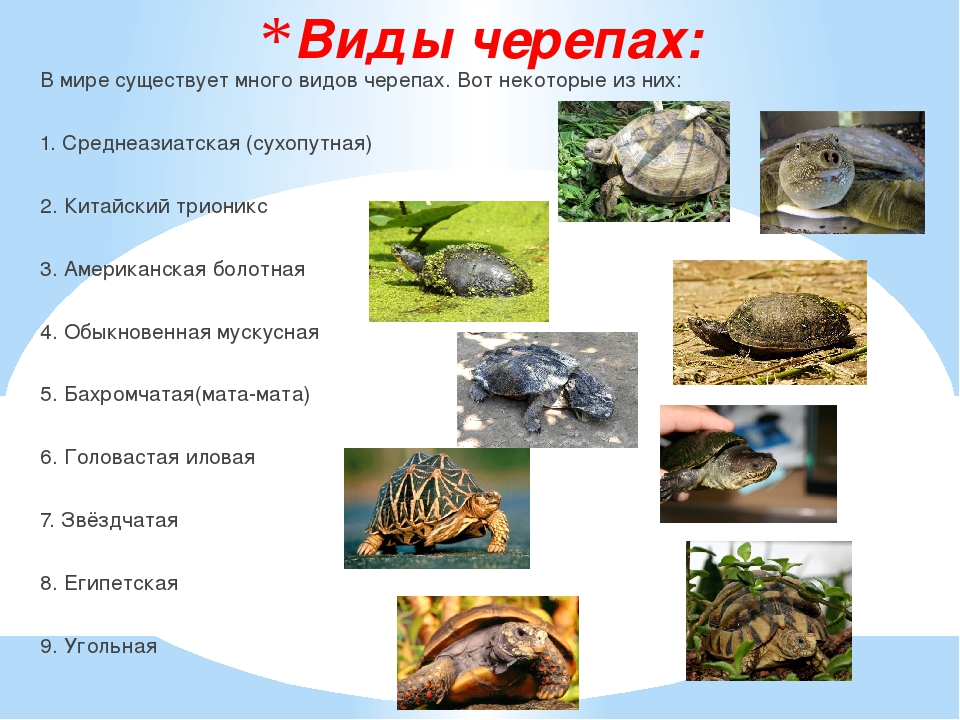 * Виды черепах:
В мире существует много видов черепах. Вот некоторые из них:
1. Среднеазиатская (сухопутная)
2. Китайский трионикс
3. Американская болотная
4. Обыкновенная мускусная
5. Бахромчатая(мата-мата)
6. Головастая иловая
7. Звёздчатая
8. Египетская
9. Угольная